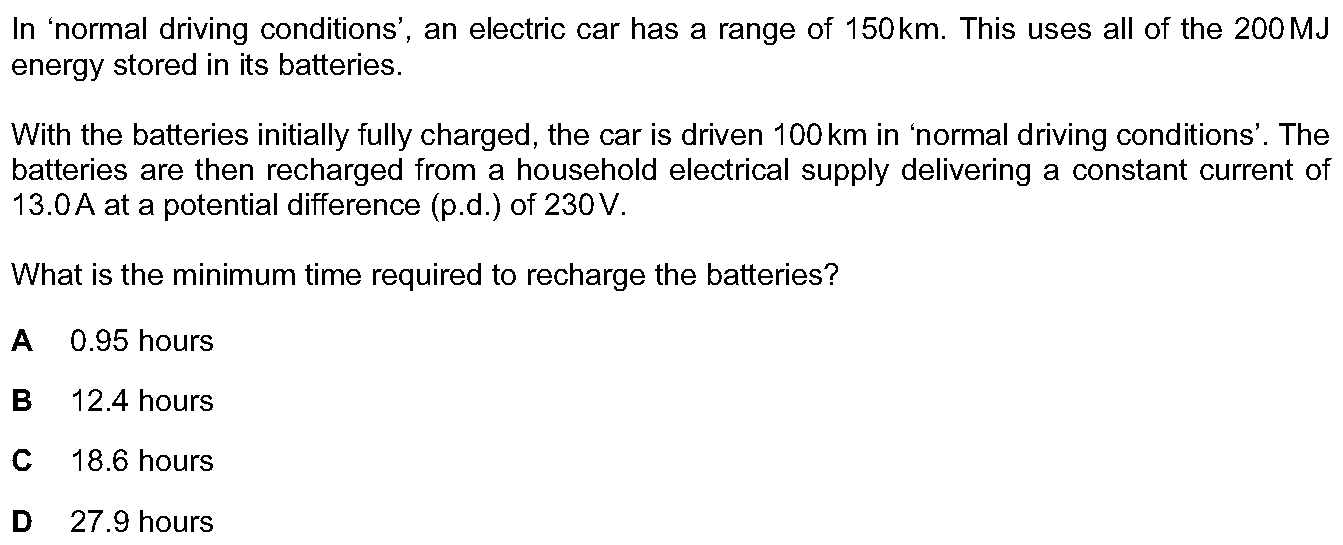 In ‘normal driving conditions’, an electric car has a range of 150 km. This uses all of the 200 MJ
energy stored in its batteries.
With the batteries initially fully charged, the car is driven 100 km in ‘normal driving conditions’. The
batteries are then recharged from a household electrical supply delivering a constant current of
13.0 A at a potential difference (p.d.) of 230 V.
What is the minimum time required to recharge the batteries?
A 0.95 hours
B 12.4 hours
C 18.6 hours
D 27.9 hours